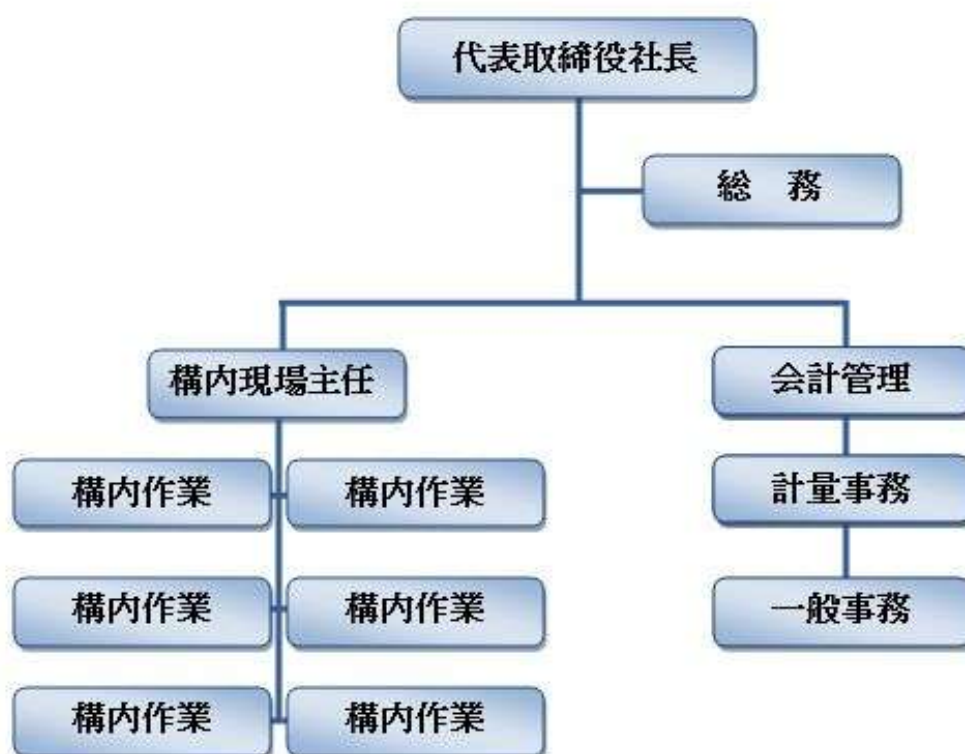 代表取締役社長
総　務
構内現場主任
会計管理
構内作業
構内作業
計量事務
構内作業
構内作業
一般事務
構内作業
構内作業